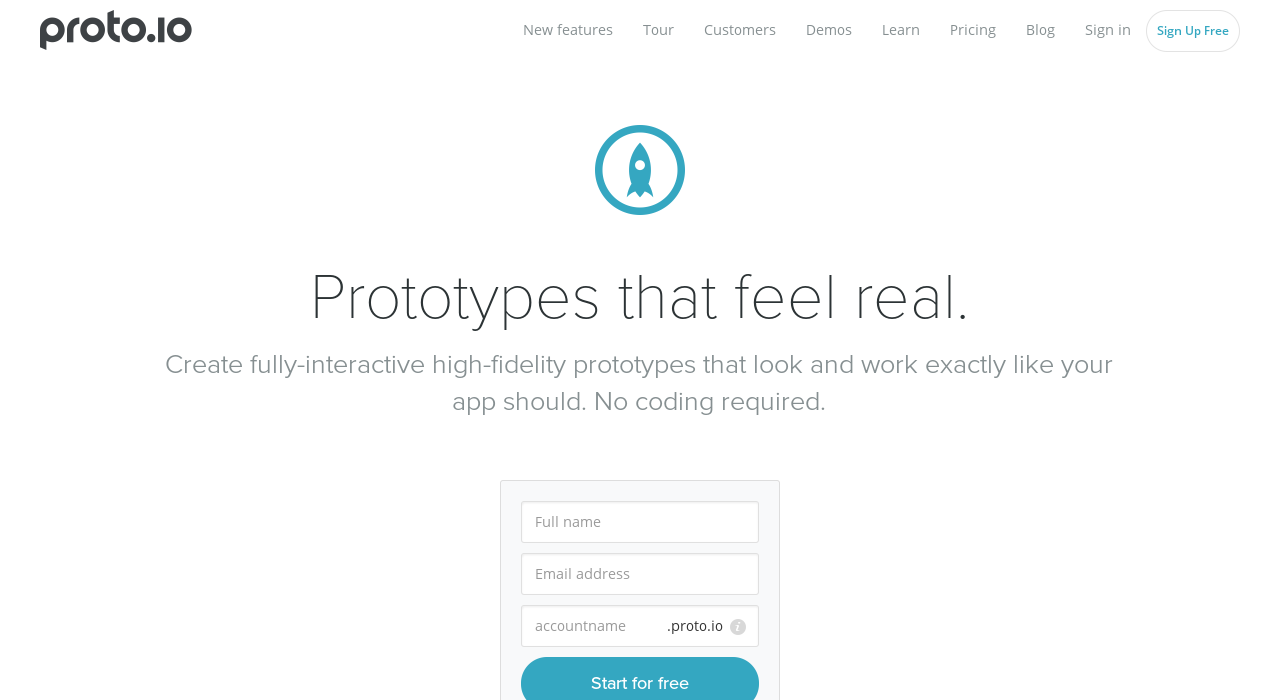 proto.io
New features Tour Customers Demos Learn Pricing Blog Sign in Sign Up Free
Prototypes that feel real.
Create fully-interactive high-fidelity prototypes that look and work exactly like your
app should. No coding required.
Full name
Email address
accountname .proto.io i
Start for free